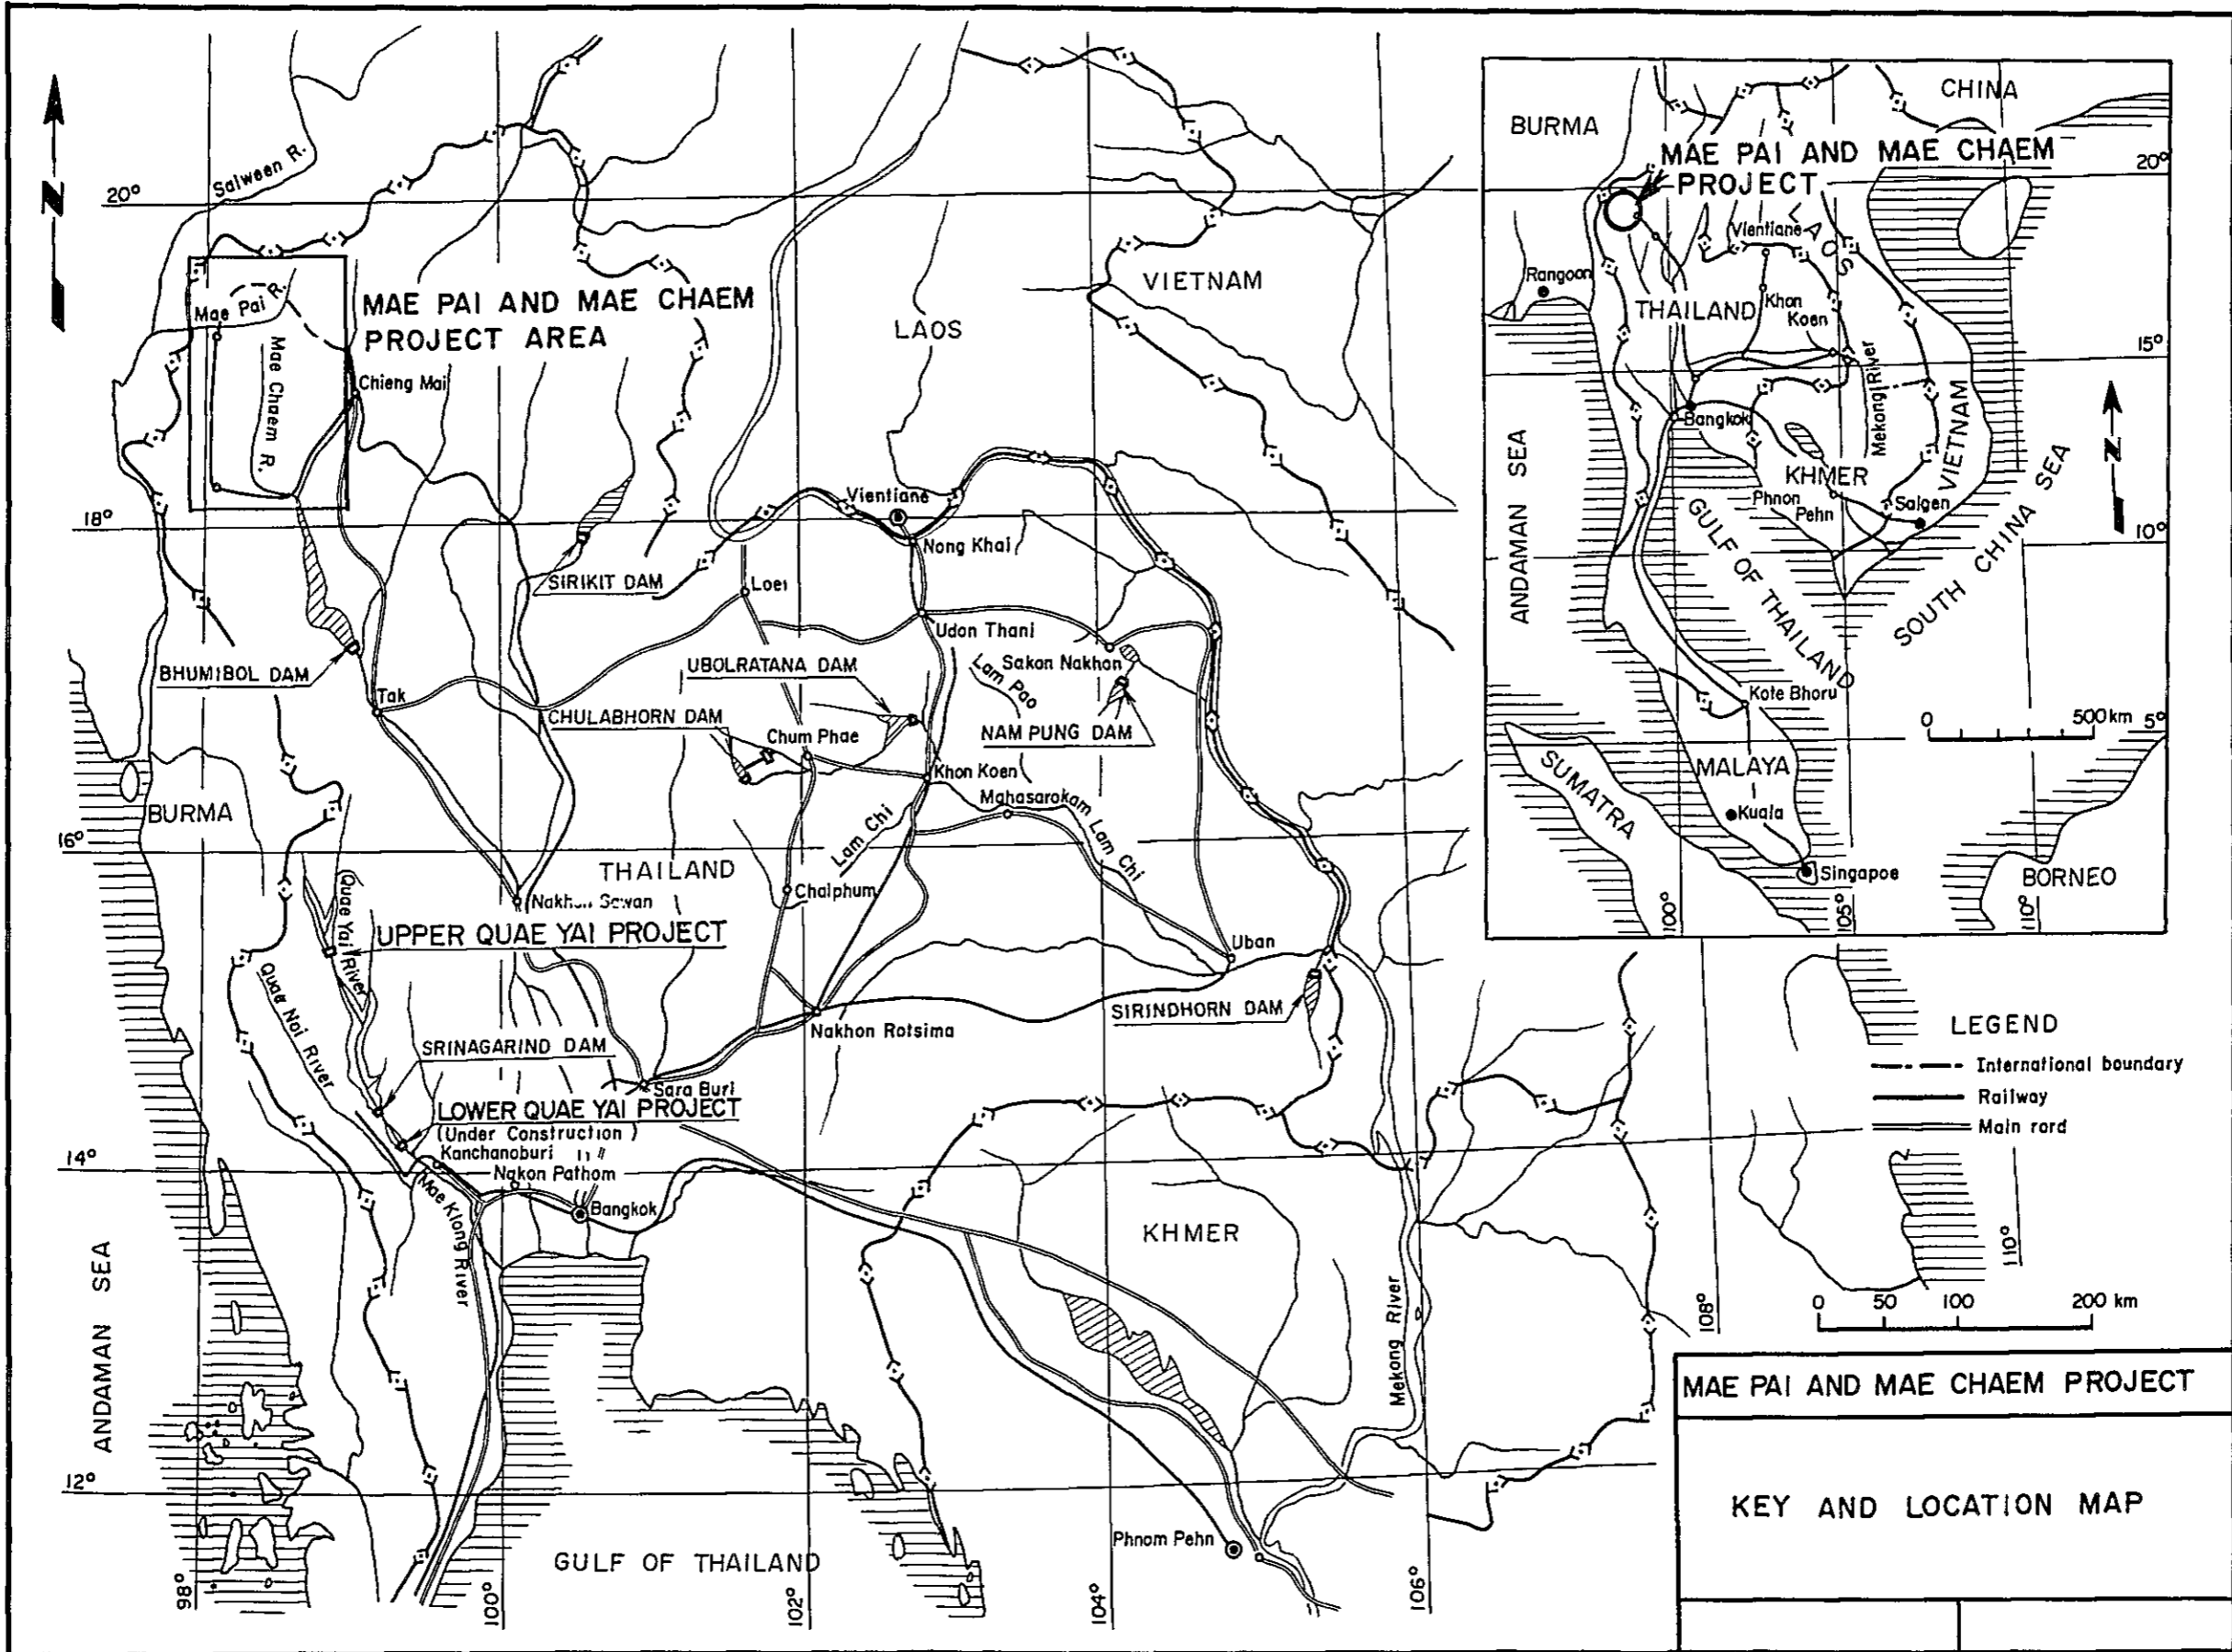 N
20°
Salween R.
Mae Pai R.
Mae Chaem R.
MAE PAI AND MAE CHAEM
PROJECT AREA
Chieng Mai
LAOS
VIETNAM
18°
Vientiane
Nong Khai
SIRIKIT DAM
Loei
Udon Thani
BHUMIBOL DAM
UBOLRATANA DAM
Sakon Nakhon
Lam Pao
Tak
CHULABHORN DAM
Chum Phae
NAM PUNG DAM
Khon Koen
BURMA
Mahasarokam
Lam Chi
Lam Chi
16°
THAILAND
Chaiphum
Quae Yai River
UPPER QUAE YAI PROJECT
Uban
Quae Noi River
SIRINDHORN DAM
Nakhon Rotsima
SRINAGARIND DAM
Sara Buri
LOWER QUAE YAI PROJECT
(Under Construction)
Kanchanoburi
14°
Nakon Pathom
Bangkok
Mae Klong River
KHMER
Mekong River
ANDAMAN SEA
12°
Phnom Pehn
GULF OF THAILAND
98°
100°
102°
104°
106°
108°
110°
CHINA
BURMA
MAE PAI AND MAE CHAEM
PROJECT
20°
LAOS
Vientiane
Rangoon
THAILAND
Khon
Koen
15°
Mekong River
Bangkok
VIETNAM
N
ANDAMAN SEA
KHMER
Phnon
Pehn
Saigen
10°
GULF OF THAILAND
SOUTH CHINA SEA
Kote Bhoru
0
500km
5°
SUMATRA
MALAYA
Kuala
Singapoe
BORNEO
100°
105°
110°
LEGEND
International boundary
Railway
Main rord
0 50 100 200 km
MAE PAI AND MAE CHAEM PROJECT
KEY AND LOCATION MAP